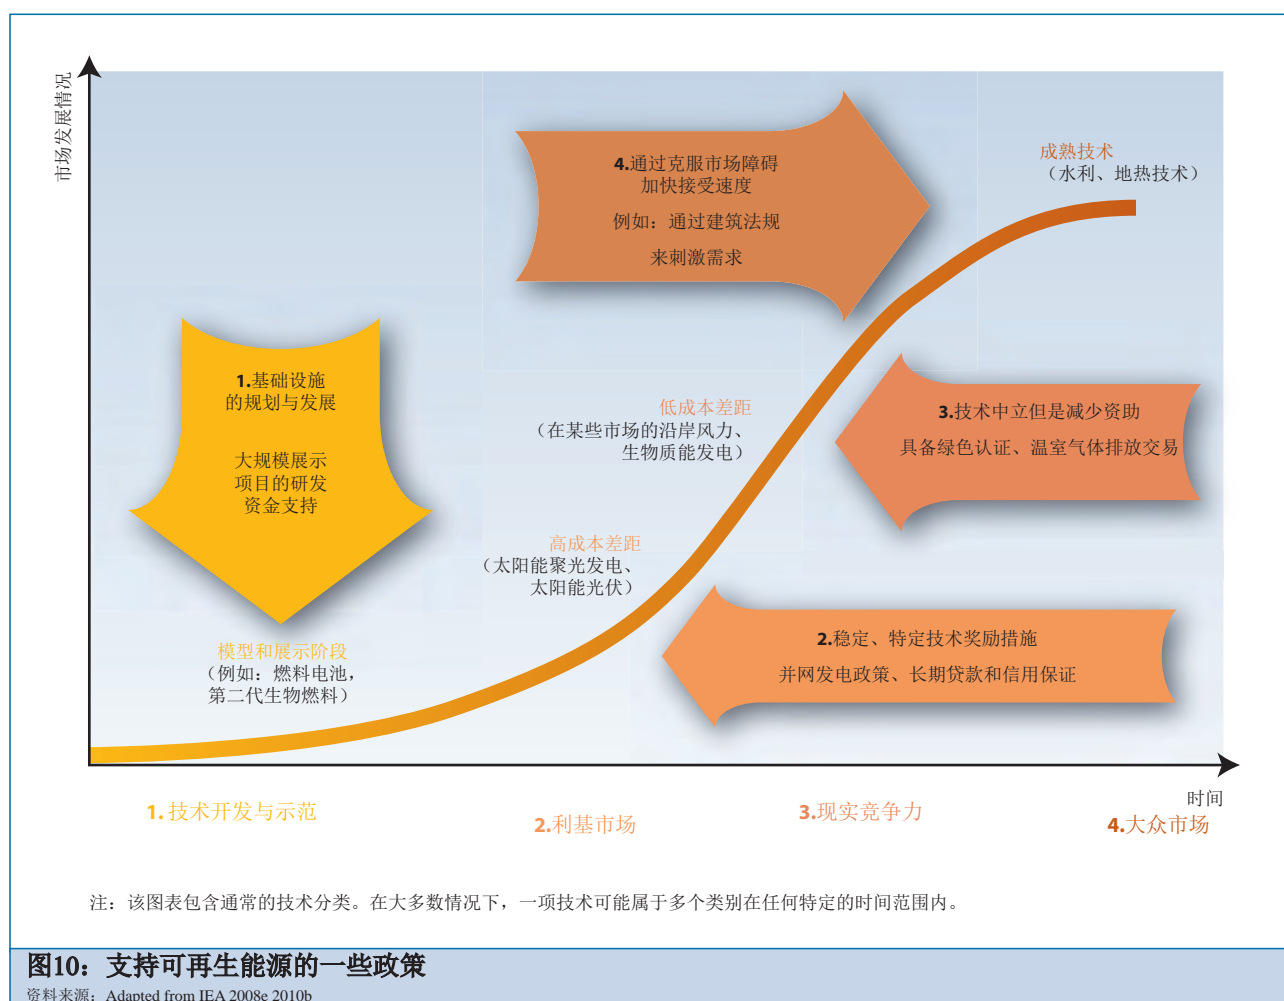 市场发展情况
4.通过克服市场障碍
加快接受速度
例如：通过建筑法规
来刺激需求
成熟技术
（水利、地热技术）
1.基础设施
的规划与发展
大规模展示
项目的研发
资金支持
低成本差距
（在某些市场的沿岸风力、
生物质能发电）
3.技术中立但是减少资助
具备绿色认证、温室气体排放交易
高成本差距
（太阳能聚光发电、
太阳能光伏）
模型和展示阶段
（例如：燃料电池，
第二代生物燃料）
2.稳定、特定技术奖励措施
并网发电政策、长期贷款和信用保证
时间
1. 技术开发与示范
2.利基市场
3.现实竞争力
4.大众市场
注：该图表包含通常的技术分类。在大多数情况下，一项技术可能属于多个类别在任何特定的时间范围内。
图10：支持可再生能源的一些政策
资料来源：Adapted from IEA 2008e 2010b